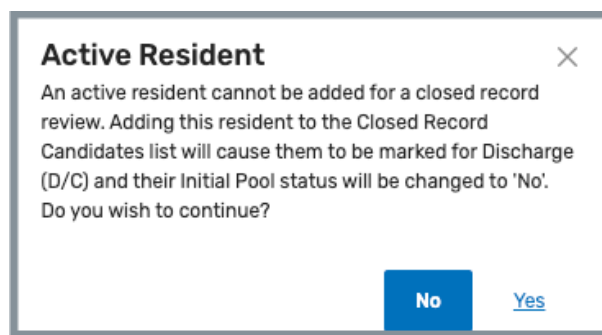 Active Resident
An active resident cannot be added for a closed record
review. Adding this resident to the Closed Record
Candidates list will cause them to be marked for Discharge
(D/C) and their Initial Pool status will be changed to 'No'.
Do you wish to continue?
No Yes